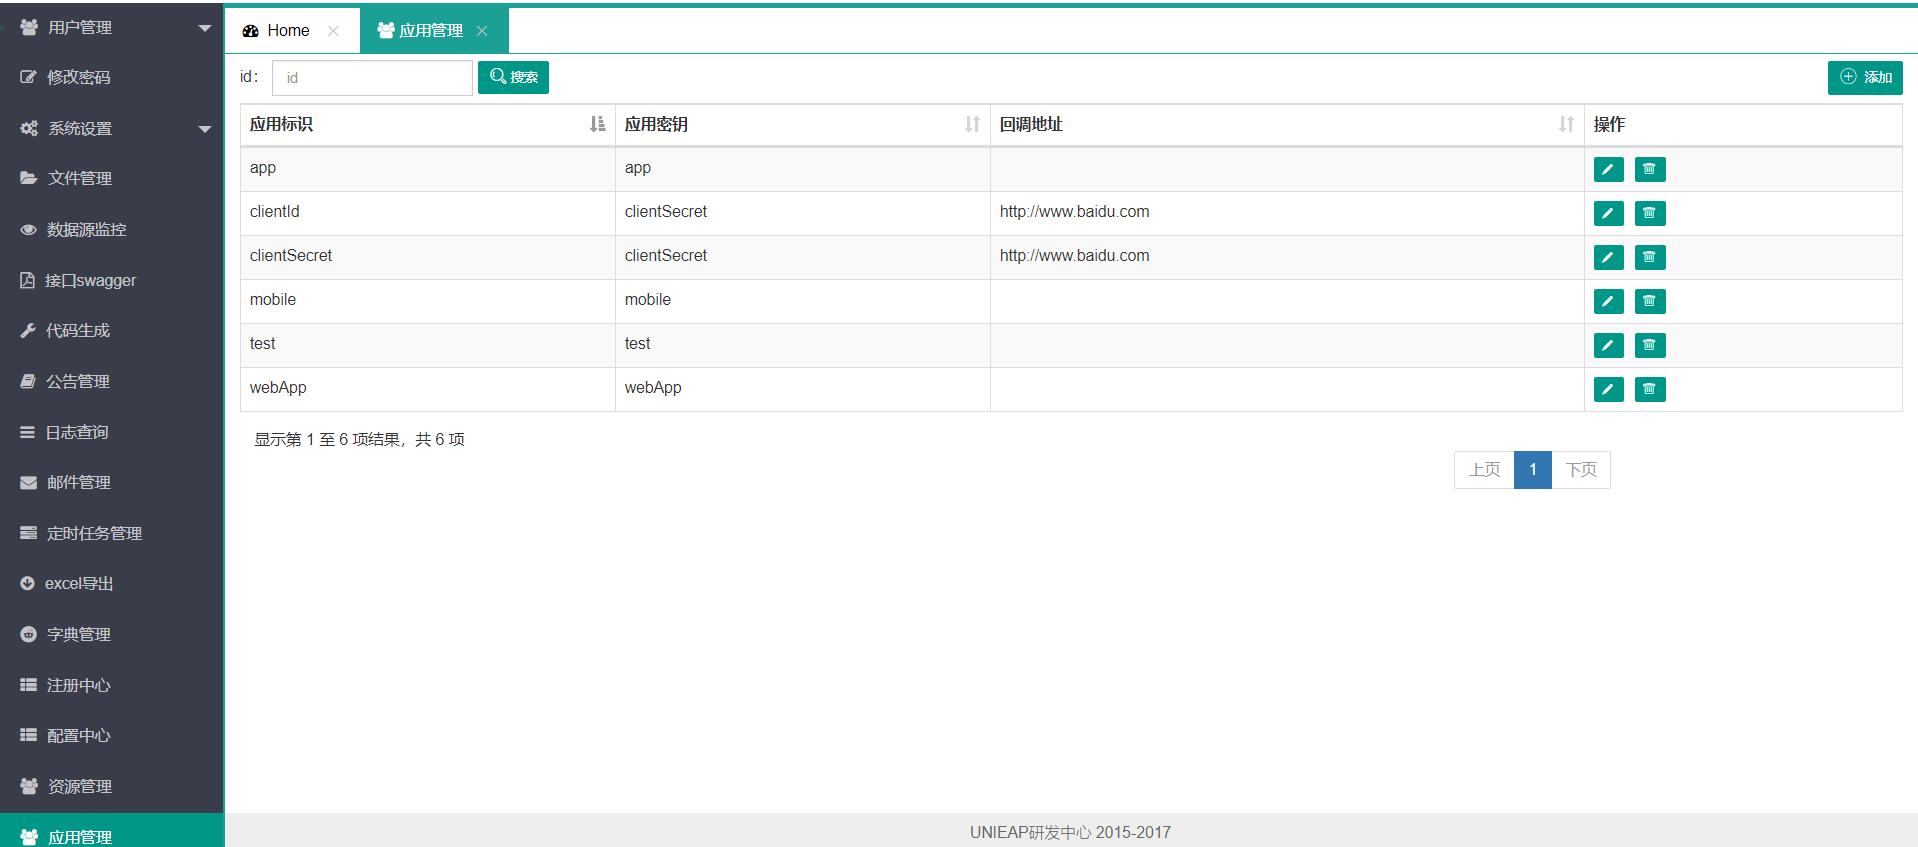 用户管理
修改密码
系统设置
文件管理
数据源监控
接口swagger
代码生成
公告管理
日志查询
邮件管理
定时任务管理
excel导出
字典管理
注册中心
配置中心
资源管理
应用管理
Home 应用管理
id： id 搜索 添加
应用标识 应用密钥 回调地址 操作
app app
clientId clientSecret http://www.baidu.com
clientSecret clientSecret http://www.baidu.com
mobile mobile
test test
webApp webApp
显示第 1 至 6 项结果，共 6 项
上页 1 下页
UNIEAP研发中心 2015-2017